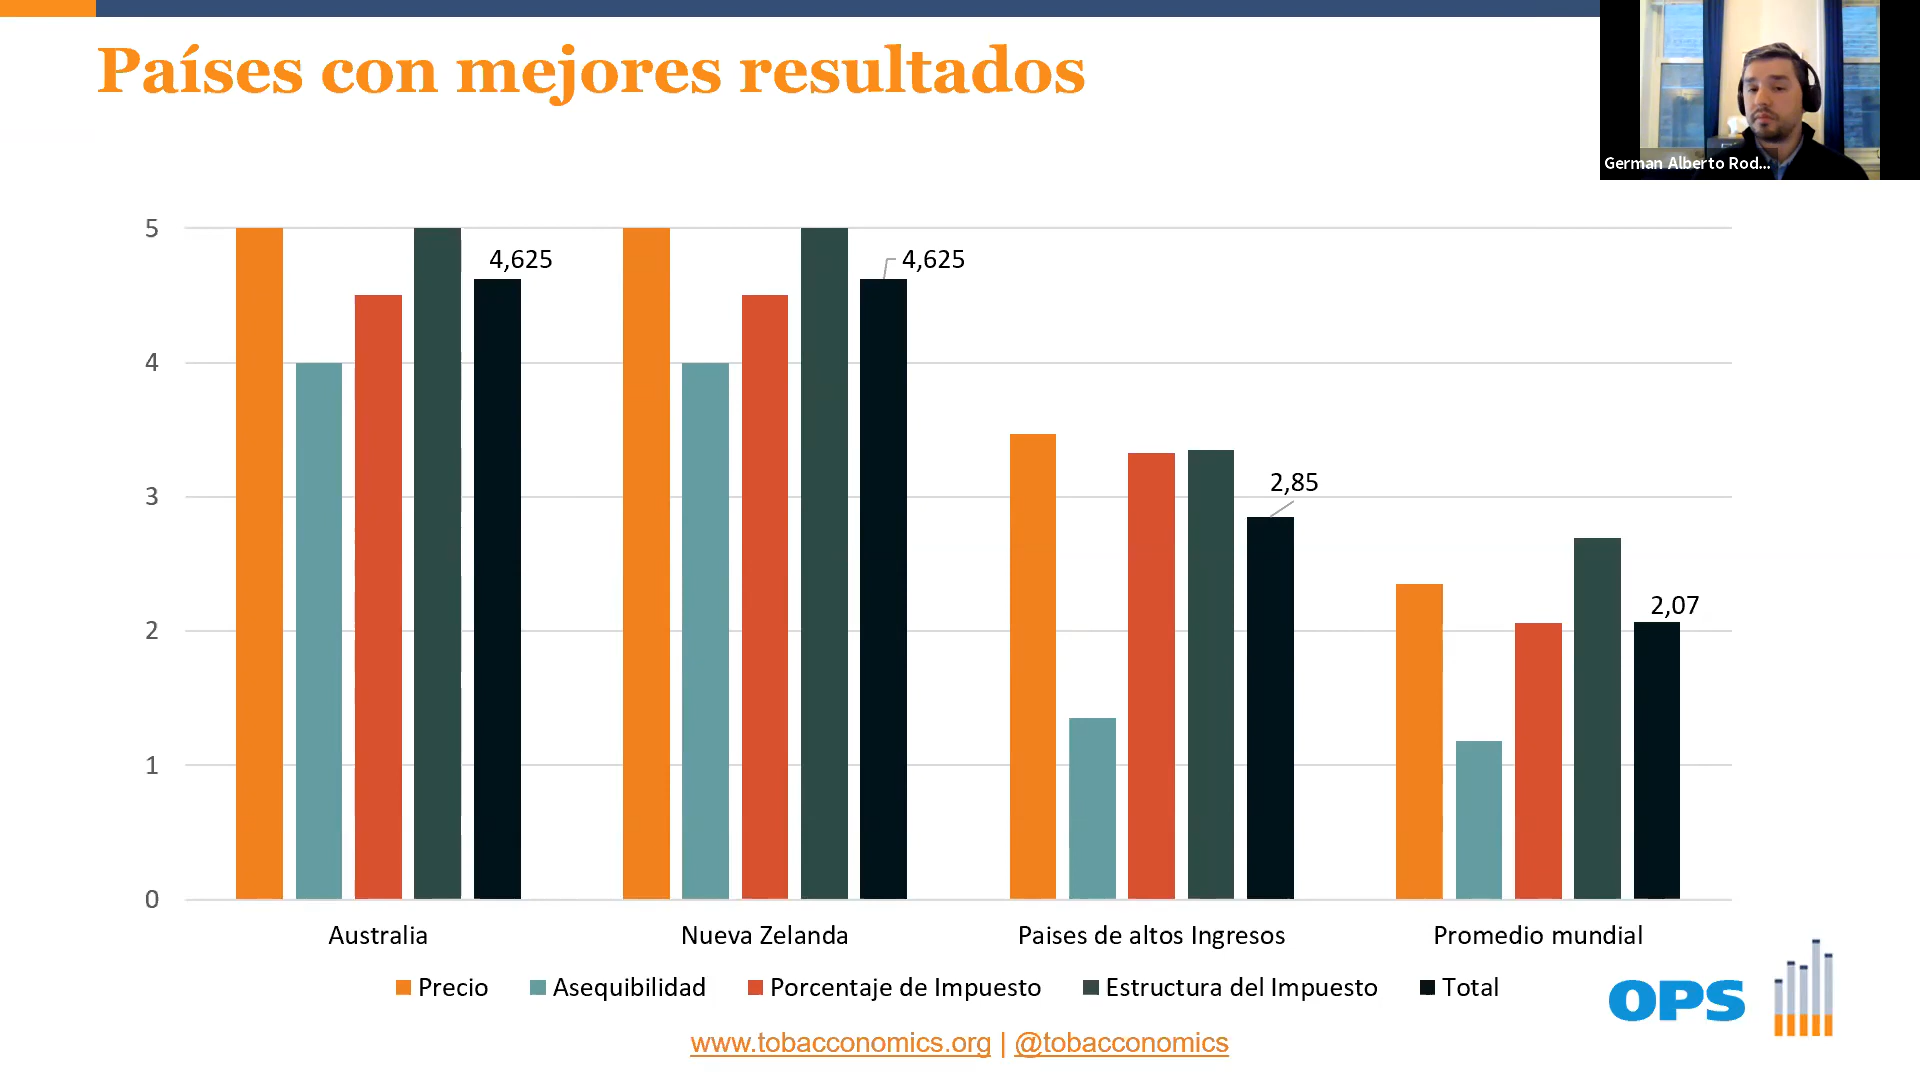 Países con mejores resultados
German Alberto Rod...
5
4
3
2
1
0
4,625
4,625
2,85
2,07
Australia
Nueva Zelanda
Paises de altos Ingresos
Promedio mundial
Precio
Asequibilidad
Porcentaje de Impuesto
Estructura del Impuesto
Total
OPS
www.tobacconomics.org | @tobacconomics